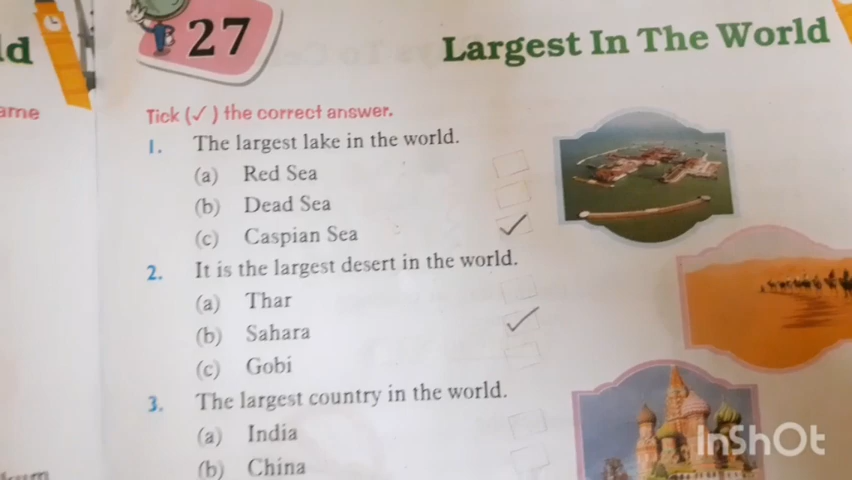 27
Largest In The World
ame
Tick (✓) the correct answer.
1. The largest lake in the world.
(a) Red Sea
(b) Dead Sea
(c) Caspian Sea ✓
2. It is the largest desert in the world.
(a) Thar
(b) Sahara ✓
(c) Gobi
3. The largest country in the world.
(a) India
(b) China
InShOt